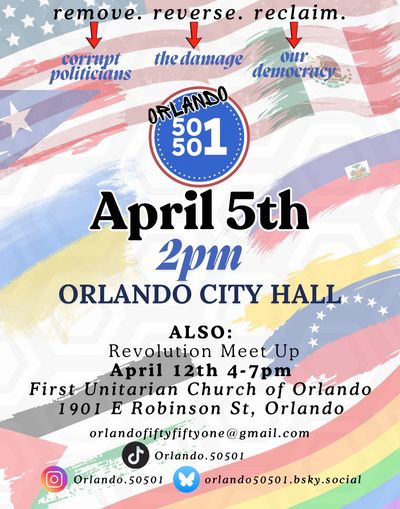 remove. reverse. reclaim.
corrupt the damage our
politicians democracy
ORLANDO
50
501
April 5th
2pm
ORLANDO CITY HALL
ALSO:
Revolution Meet Up
April 12th 4-7pm
First Unitarian Church of Orlando
1901 E Robinson St, Orlando
orlandofiftyfiftyone@gmail.com
Orlando.50501
Orlando.50501 orlando50501.bsky.social